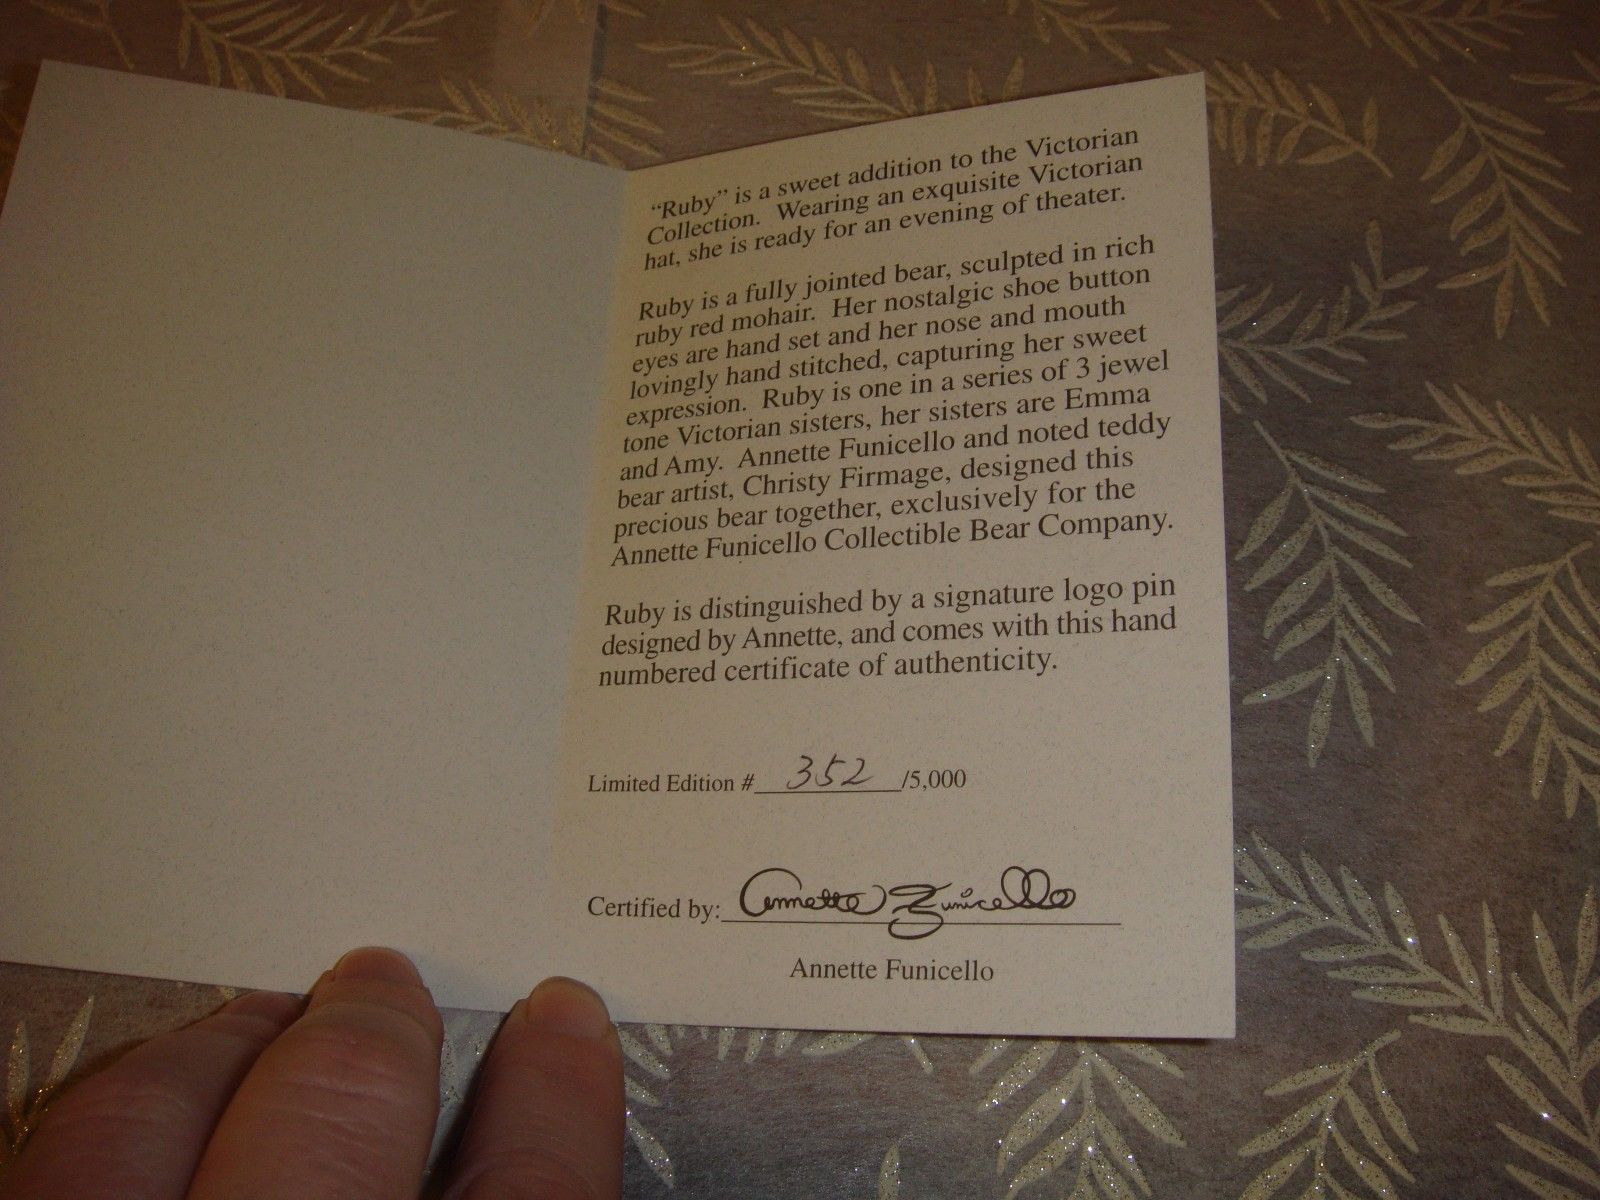 "Ruby" is a sweet addition to the Victorian
Collection. Wearing an exquisite Victorian
hat, she is ready for an evening of theater.
Ruby is a fully jointed bear, sculpted in rich
ruby red mohair. Her nostalgic shoe button
eyes are hand set and her nose and mouth
lovingly hand stitched, capturing her sweet
expression. Ruby is one in a series of 3 jewel
tone Victorian sisters, her sisters are Emma
and Amy. Annette Funicello and noted teddy
bear artist, Christy Firmage, designed this
precious bear together, exclusively for the
Annette Funicello Collectible Bear Company.
Ruby is distinguished by a signature logo pin
designed by Annette, and comes with this hand
numbered certificate of authenticity.
Limited Edition # 352 /5,000
Certified by: Annette Funicello
Annette Funicello